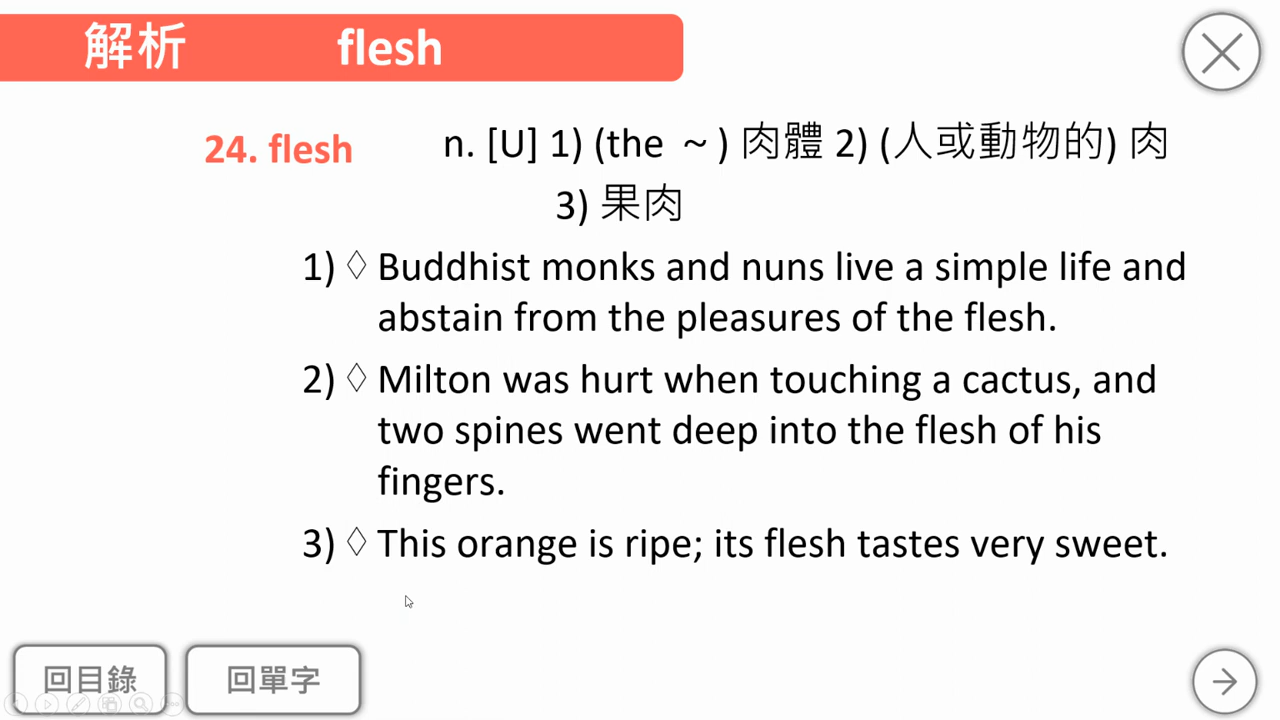 解析 flesh
24. flesh n. [U] 1) (the ~) 肉體 2) (人或動物的) 肉
3) 果肉
1) ◊ Buddhist monks and nuns live a simple life and
abstain from the pleasures of the flesh.
2) ◊ Milton was hurt when touching a cactus, and
two spines went deep into the flesh of his
fingers.
3) ◊ This orange is ripe; its flesh tastes very sweet.
回目錄 回單字